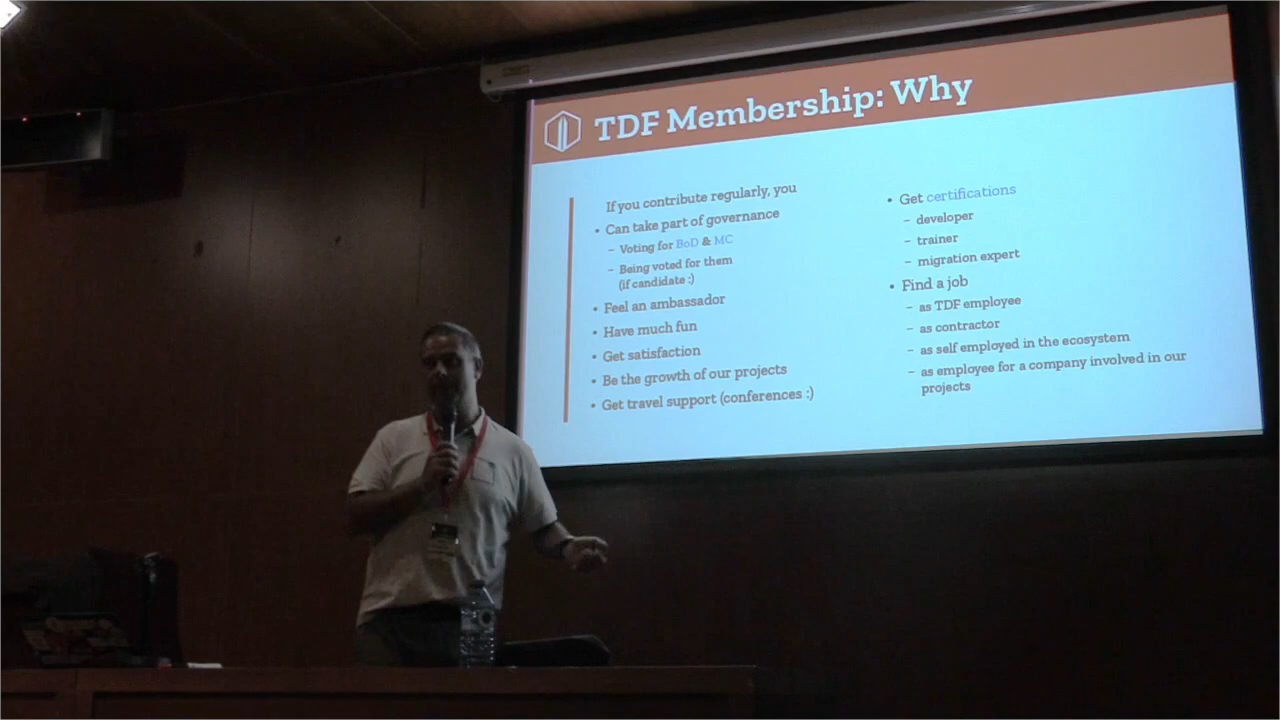 TDF Membership: Why
If you contribute regularly, you
• Can take part of governance
– Voting for BoD & MC
– Being voted for them
(if candidate :)
• Feel an ambassador
• Have much fun
• Get satisfaction
• Be the growth of our projects
• Get travel support (conferences :)
• Get certifications
– developer
– trainer
– migration expert
• Find a job
– as TDF employee
– as contractor
– as self employed in the ecosystem
– as employee for a company involved in our
projects